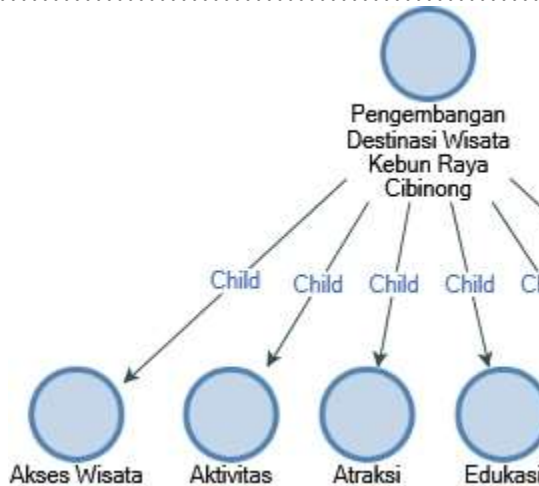 Pengembangan
Destinasi Wisata
Kebun Raya
Cibinong
Child Child Child Child
Akses Wisata Aktivitas Atraksi Edukasi